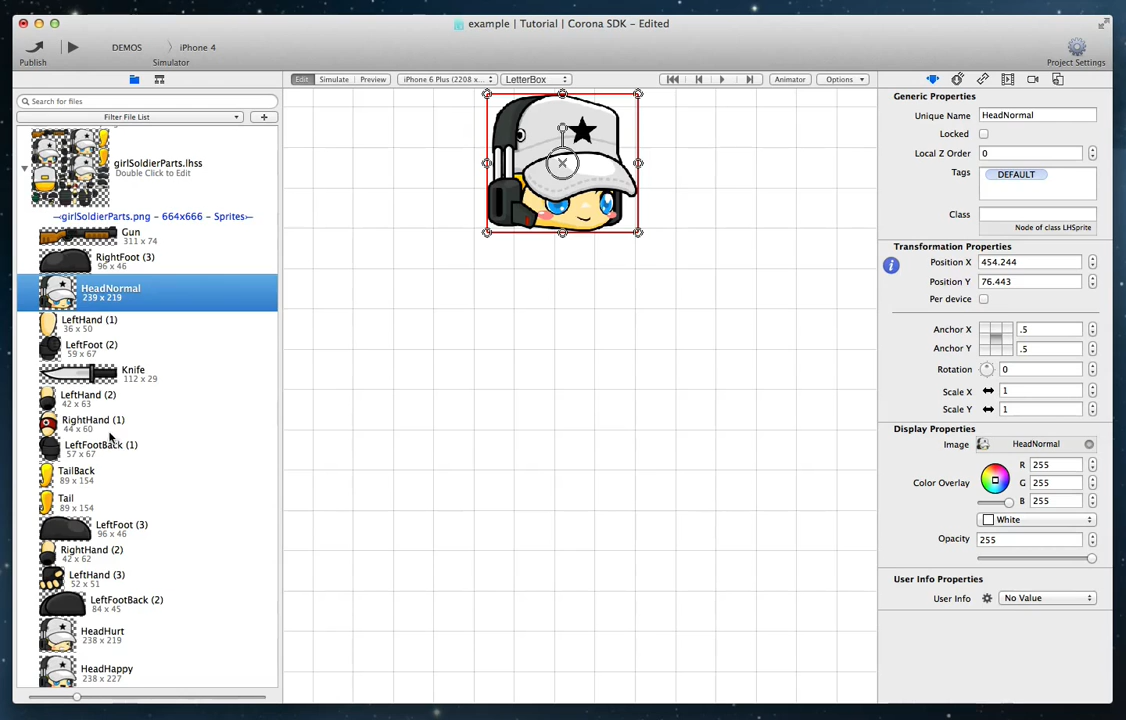 example | Tutorial | Corona SDK – Edited
Publish
DEMOS
iPhone 4
Simulator
Project Settings
Edit
Simulate
Preview
iPhone 6 Plus (2208 x...
LetterBox
Animator
Options
Search for files
Filter File List
girlSoldierParts.lhss
Double Click to Edit
—girlSoldierParts.png – 664x666 – Sprites—
Gun
311 x 74
RightFoot (3)
96 x 46
HeadNormal
239 x 219
LeftHand (1)
36 x 50
LeftFoot (2)
59 x 67
Knife
112 x 29
LeftHand (2)
42 x 63
RightHand (1)
44 x 60
LeftFootBack (1)
57 x 67
TailBack
89 x 154
Tail
89 x 154
LeftFoot (3)
96 x 46
RightHand (2)
42 x 62
LeftHand (3)
52 x 51
LeftFootBack (2)
84 x 45
HeadHurt
238 x 219
HeadHappy
238 x 227
Generic Properties
Unique Name HeadNormal
Locked
Local Z Order 0
Tags DEFAULT
Class
Node of class LHSprite
Transformation Properties
Position X 454.244
Position Y 76.443
Per device
Anchor X .5
Anchor Y .5
Rotation 0
Scale X 1
Scale Y 1
Display Properties
Image HeadNormal
R 255
Color Overlay G 255
B 255
White
Opacity 255
User Info Properties
User Info No Value